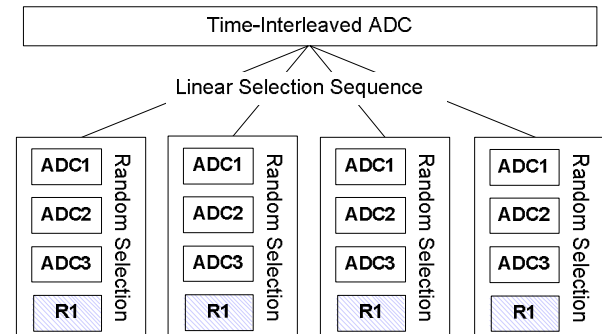 Time-Interleaved ADC
Linear Selection Sequence
ADC1
ADC2
ADC3
R1
Random Selection
ADC1
ADC2
ADC3
R1
Random Selection
ADC1
ADC2
ADC3
R1
Random Selection
ADC1
ADC2
ADC3
R1
Random Selection